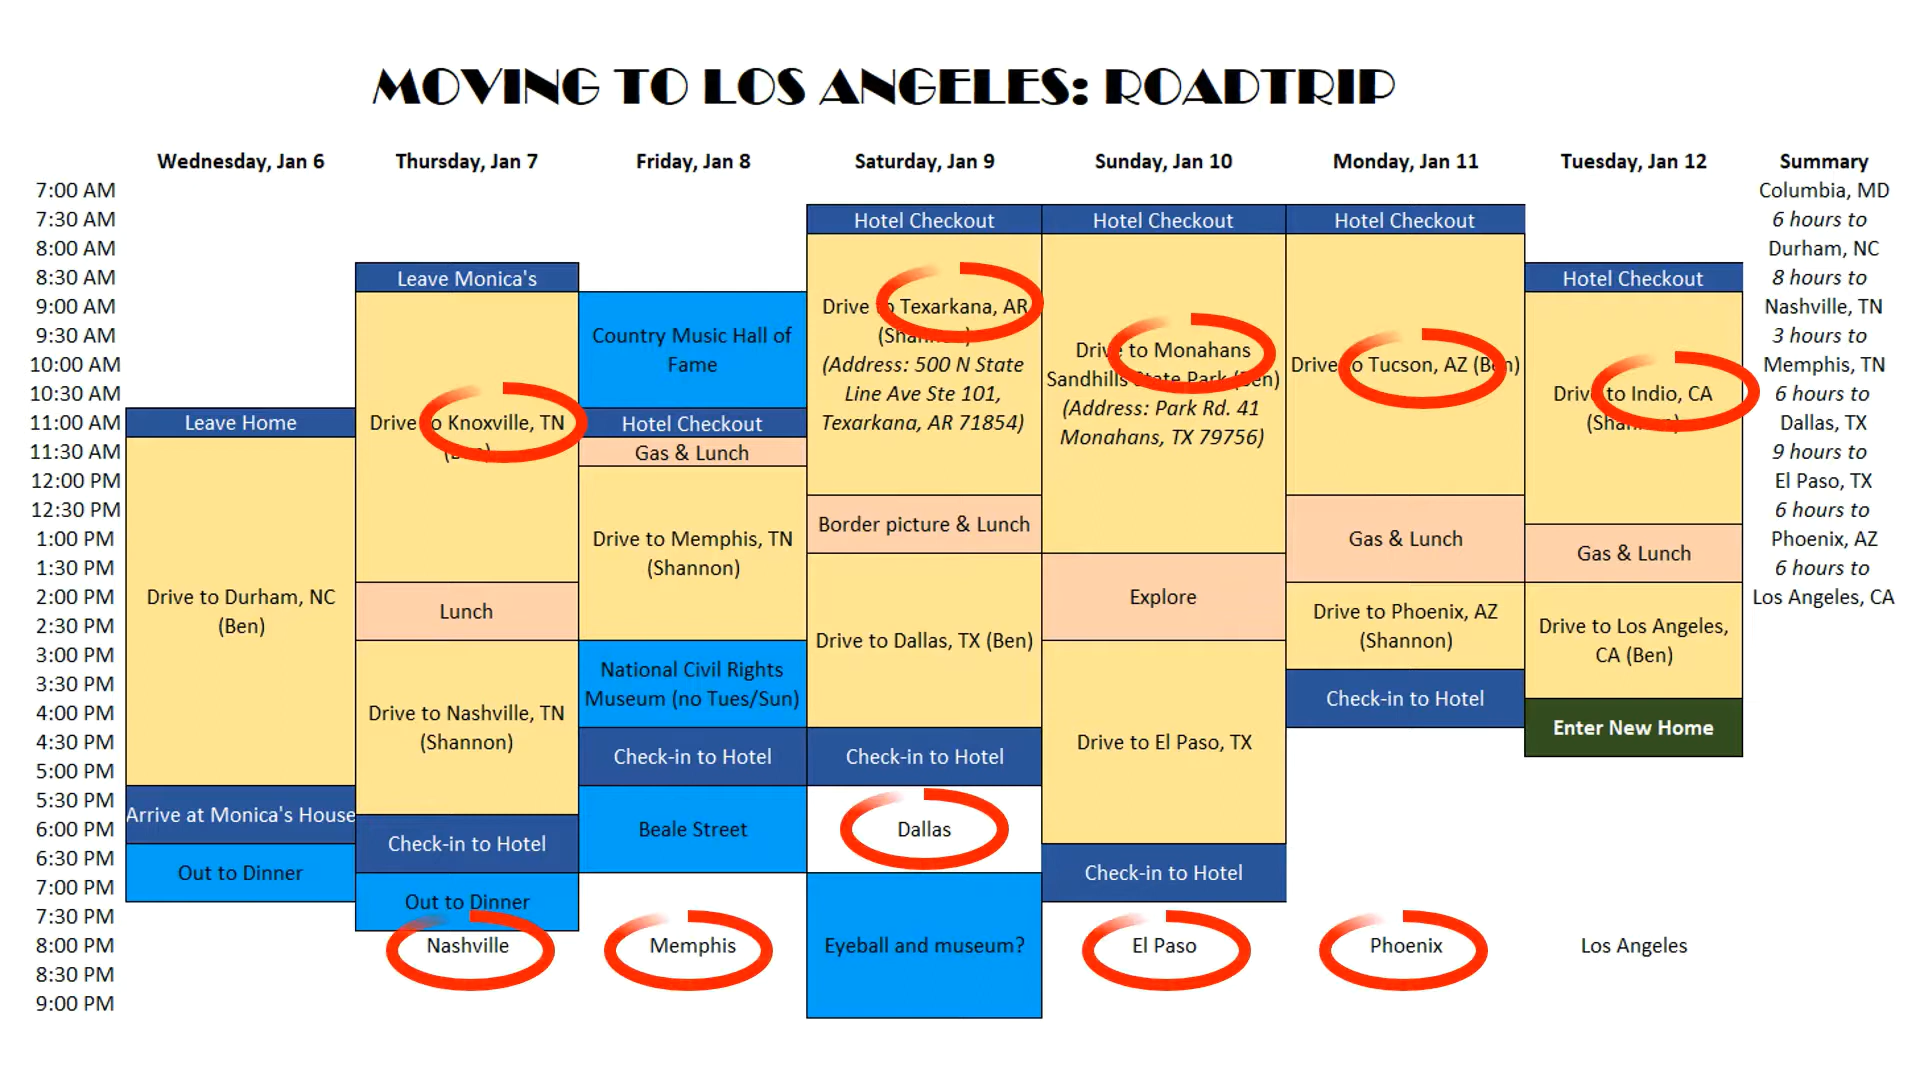 MOVING TO LOS ANGELES: ROADTRIP
Wednesday, Jan 6
Thursday, Jan 7
Friday, Jan 8
Saturday, Jan 9
Sunday, Jan 10
Monday, Jan 11
Tuesday, Jan 12
Summary
7:00 AM
7:30 AM
8:00 AM
8:30 AM
9:00 AM
9:30 AM
10:00 AM
10:30 AM
11:00 AM
11:30 AM
12:00 PM
12:30 PM
1:00 PM
1:30 PM
2:00 PM
2:30 PM
3:00 PM
3:30 PM
4:00 PM
4:30 PM
5:00 PM
5:30 PM
6:00 PM
6:30 PM
7:00 PM
7:30 PM
8:00 PM
8:30 PM
9:00 PM
Leave Home
Drive to Durham, NC
(Ben)
Arrive at Monica's House
Out to Dinner
Leave Monica's
Drive to Knoxville, TN
(Ben)
Lunch
Drive to Nashville, TN
(Shannon)
Check-in to Hotel
Out to Dinner
Nashville
Country Music Hall of
Fame
Hotel Checkout
Gas & Lunch
Drive to Memphis, TN
(Shannon)
National Civil Rights
Museum (no Tues/Sun)
Check-in to Hotel
Beale Street
Memphis
Hotel Checkout
Drive to Texarkana, AR
(Shannon)
(Address: 500 N State
Line Ave Ste 101,
Texarkana, AR 71854)
Border picture & Lunch
Drive to Dallas, TX (Ben)
Check-in to Hotel
Dallas
Eyeball and museum?
Hotel Checkout
Drive to Monahans
Sandhills State Park (Ben)
(Address: Park Rd. 41
Monahans, TX 79756)
Explore
Drive to El Paso, TX
Check-in to Hotel
El Paso
Hotel Checkout
Drive to Tucson, AZ (Ben)
Gas & Lunch
Drive to Phoenix, AZ
(Shannon)
Check-in to Hotel
Phoenix
Hotel Checkout
Drive to Indio, CA
(Shannon)
Gas & Lunch
Drive to Los Angeles,
CA (Ben)
Enter New Home
Los Angeles
Columbia, MD
6 hours to
Durham, NC
8 hours to
Nashville, TN
3 hours to
Memphis, TN
6 hours to
Dallas, TX
9 hours to
El Paso, TX
6 hours to
Phoenix, AZ
6 hours to
Los Angeles, CA